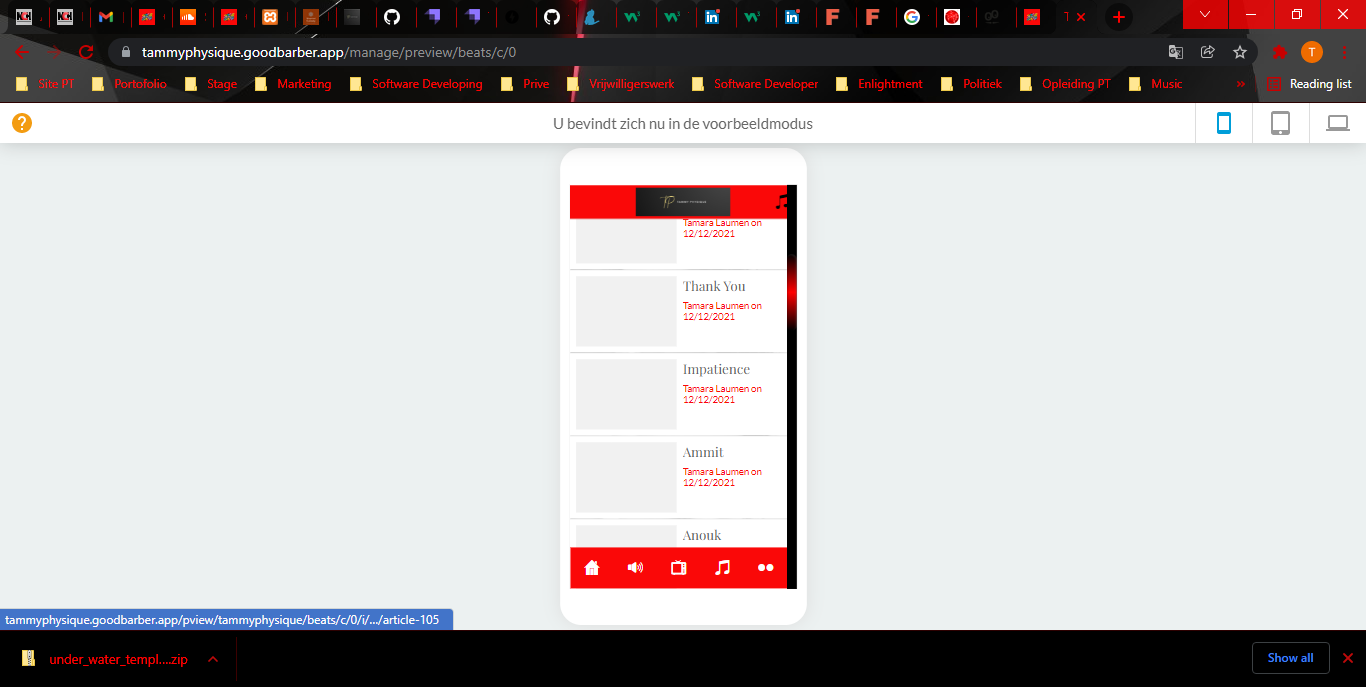 T
tammyphysique.goodbarber.app/manage/preview/beats/c/0
T
Site PT Portofolio Stage Marketing Software Developing Prive Vrijwilligerswerk Software Developer Enlightment Politiek Opleiding PT Music » Reading list
? U bevindt zich nu in de voorbeeldmodus
TP
Tamara Laumen on
12/12/2021
Thank You
Tamara Laumen on
12/12/2021
Impatience
Tamara Laumen on
12/12/2021
Ammit
Tamara Laumen on
12/12/2021
Anouk
tammyphysique.goodbarber.app/pview/tammyphysique/beats/c/0/i/.../article-105
under_water_templ....zip
Show all